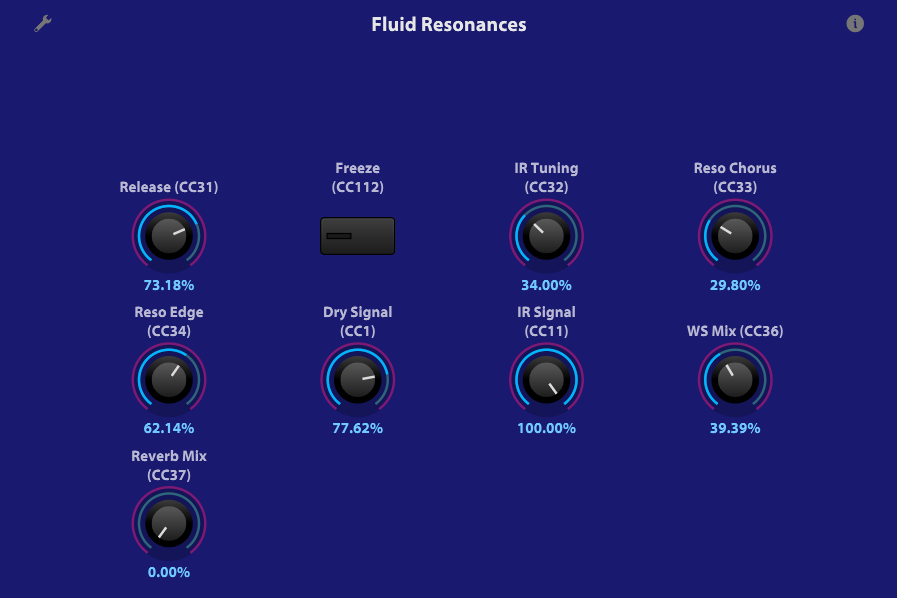 Fluid Resonances
Release (CC31)
73.18%
Freeze
(CC112)
IR Tuning
(CC32)
34.00%
Reso Chorus
(CC33)
29.80%
Reso Edge
(CC34)
62.14%
Dry Signal
(CC1)
77.62%
IR Signal
(CC11)
100.00%
WS Mix (CC36)
39.39%
Reverb Mix
(CC37)
0.00%